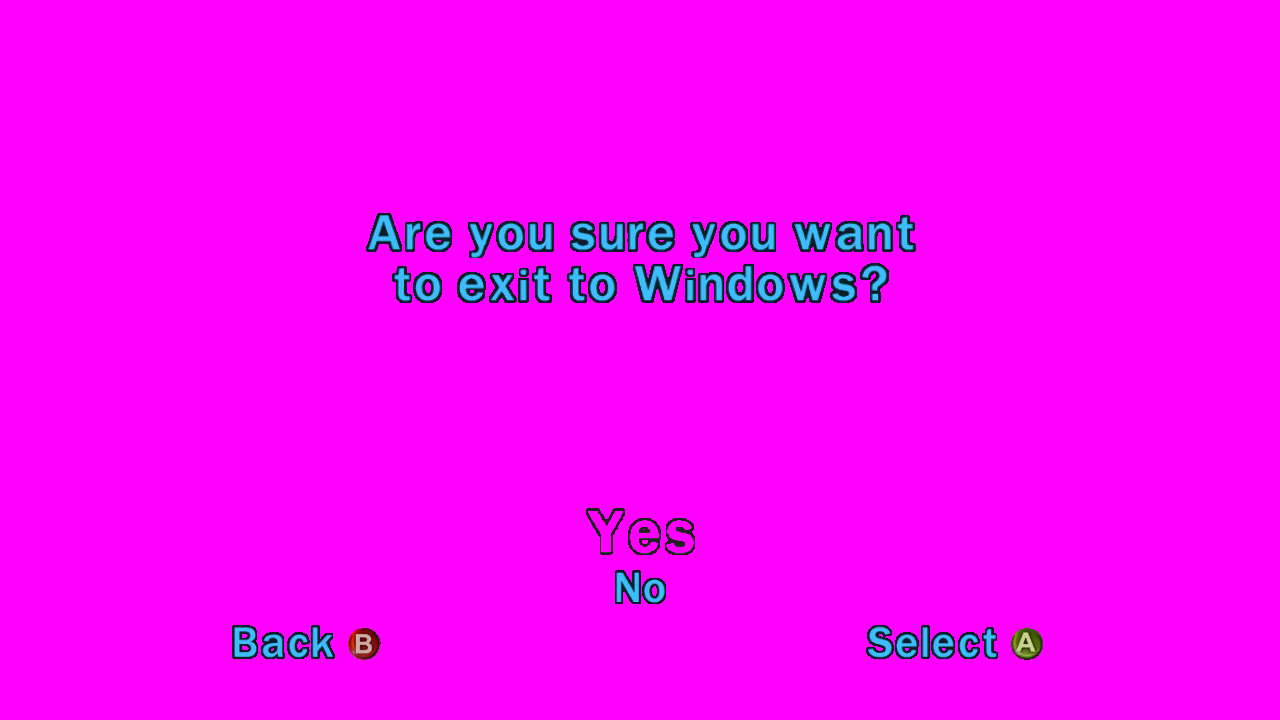 Are you sure you want
to exit to Windows?
Yes
No
Back B
Select A